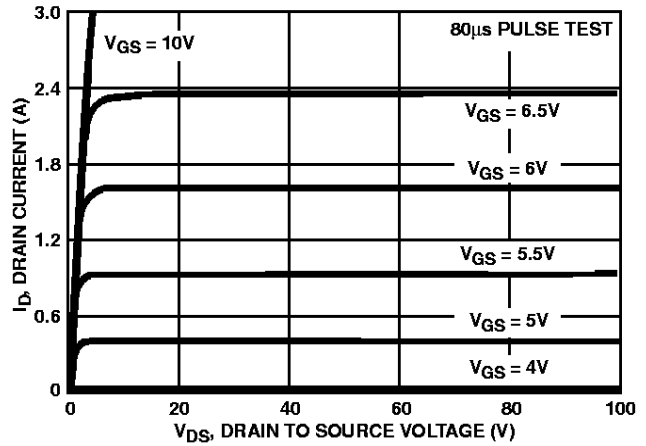 3.0
2.4
1.8
1.2
0.6
0
I_D, DRAIN CURRENT (A)
V_GS = 10V
80μs PULSE TEST
V_GS = 6.5V
V_GS = 6V
V_GS = 5.5V
V_GS = 5V
V_GS = 4V
0 20 40 60 80 100
V_DS, DRAIN TO SOURCE VOLTAGE (V)